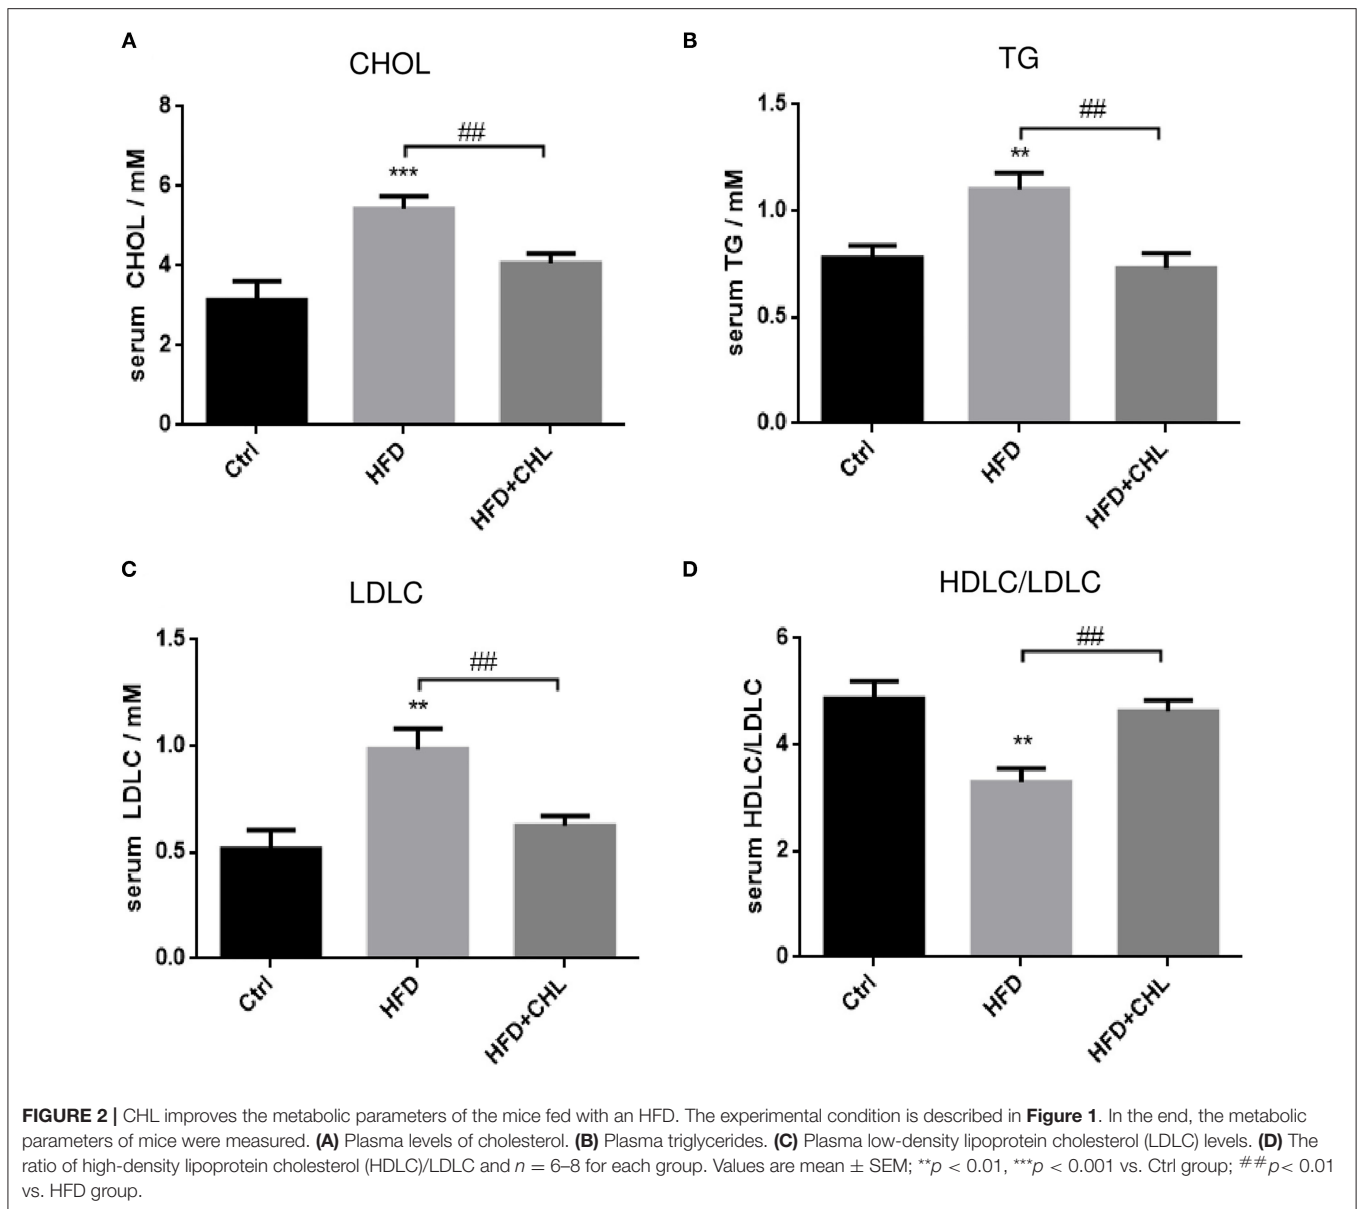 A
CHOL
serum CHOL / mM
8
6
4
2
0
***
##
Ctrl
HFD
HFD+CHL
B
TG
serum TG / mM
1.5
1.0
0.5
0.0
**
##
Ctrl
HFD
HFD+CHL
C
LDLC
serum LDLC / mM
1.5
1.0
0.5
0.0
**
##
Ctrl
HFD
HFD+CHL
D
HDLC/LDLC
serum HDLC/LDLC
6
4
2
0
**
##
Ctrl
HFD
HFD+CHL
FIGURE 2 | CHL improves the metabolic parameters of the mice fed with an HFD. The experimental condition is described in Figure 1. In the end, the metabolic
parameters of mice were measured. (A) Plasma levels of cholesterol. (B) Plasma triglycerides. (C) Plasma low-density lipoprotein cholesterol (LDLC) levels. (D) The
ratio of high-density lipoprotein cholesterol (HDLC)/LDLC and n = 6–8 for each group. Values are mean ± SEM; **p < 0.01, ***p < 0.001 vs. Ctrl group; ##p< 0.01
vs. HFD group.